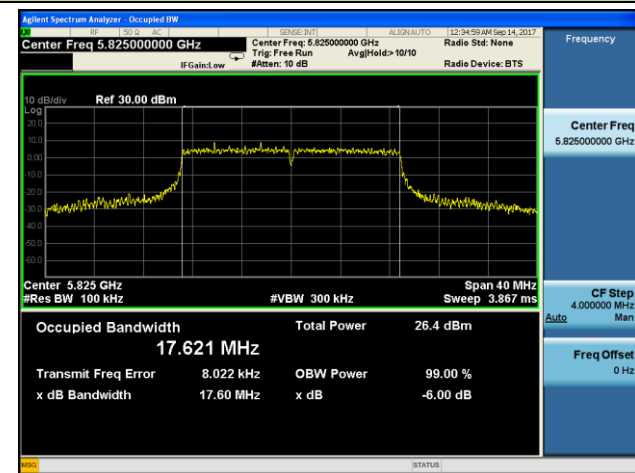 Agilent Spectrum Analyzer - Occupied BW
LXI RF 50 Ω AC SENSE:INT ALIGN AUTO 12:34:59 AM Sep 14, 2017
Center Freq 5.825000000 GHz Center Freq: 5.825000000 GHz Radio Std: None Frequency
Trig: Free Run Avg|Hold:> 10/10
IFGain:Low #Atten: 10 dB Radio Device: BTS
10 dB/div Ref 30.00 dBm
Log
20.0
10.0
0.00
-10.0
-20.0
-30.0
-40.0
-50.0
-60.0
Center Freq
5.825000000 GHz
Center 5.825 GHz Span 40 MHz
#Res BW 100 kHz #VBW 300 kHz Sweep 3.867 ms
CF Step
4.000000 MHz
Auto Man
Occupied Bandwidth Total Power 26.4 dBm
17.621 MHz
Transmit Freq Error 8.022 kHz OBW Power 99.00 %
x dB Bandwidth 17.60 MHz x dB -6.00 dB
Freq Offset
0 Hz
MSG STATUS